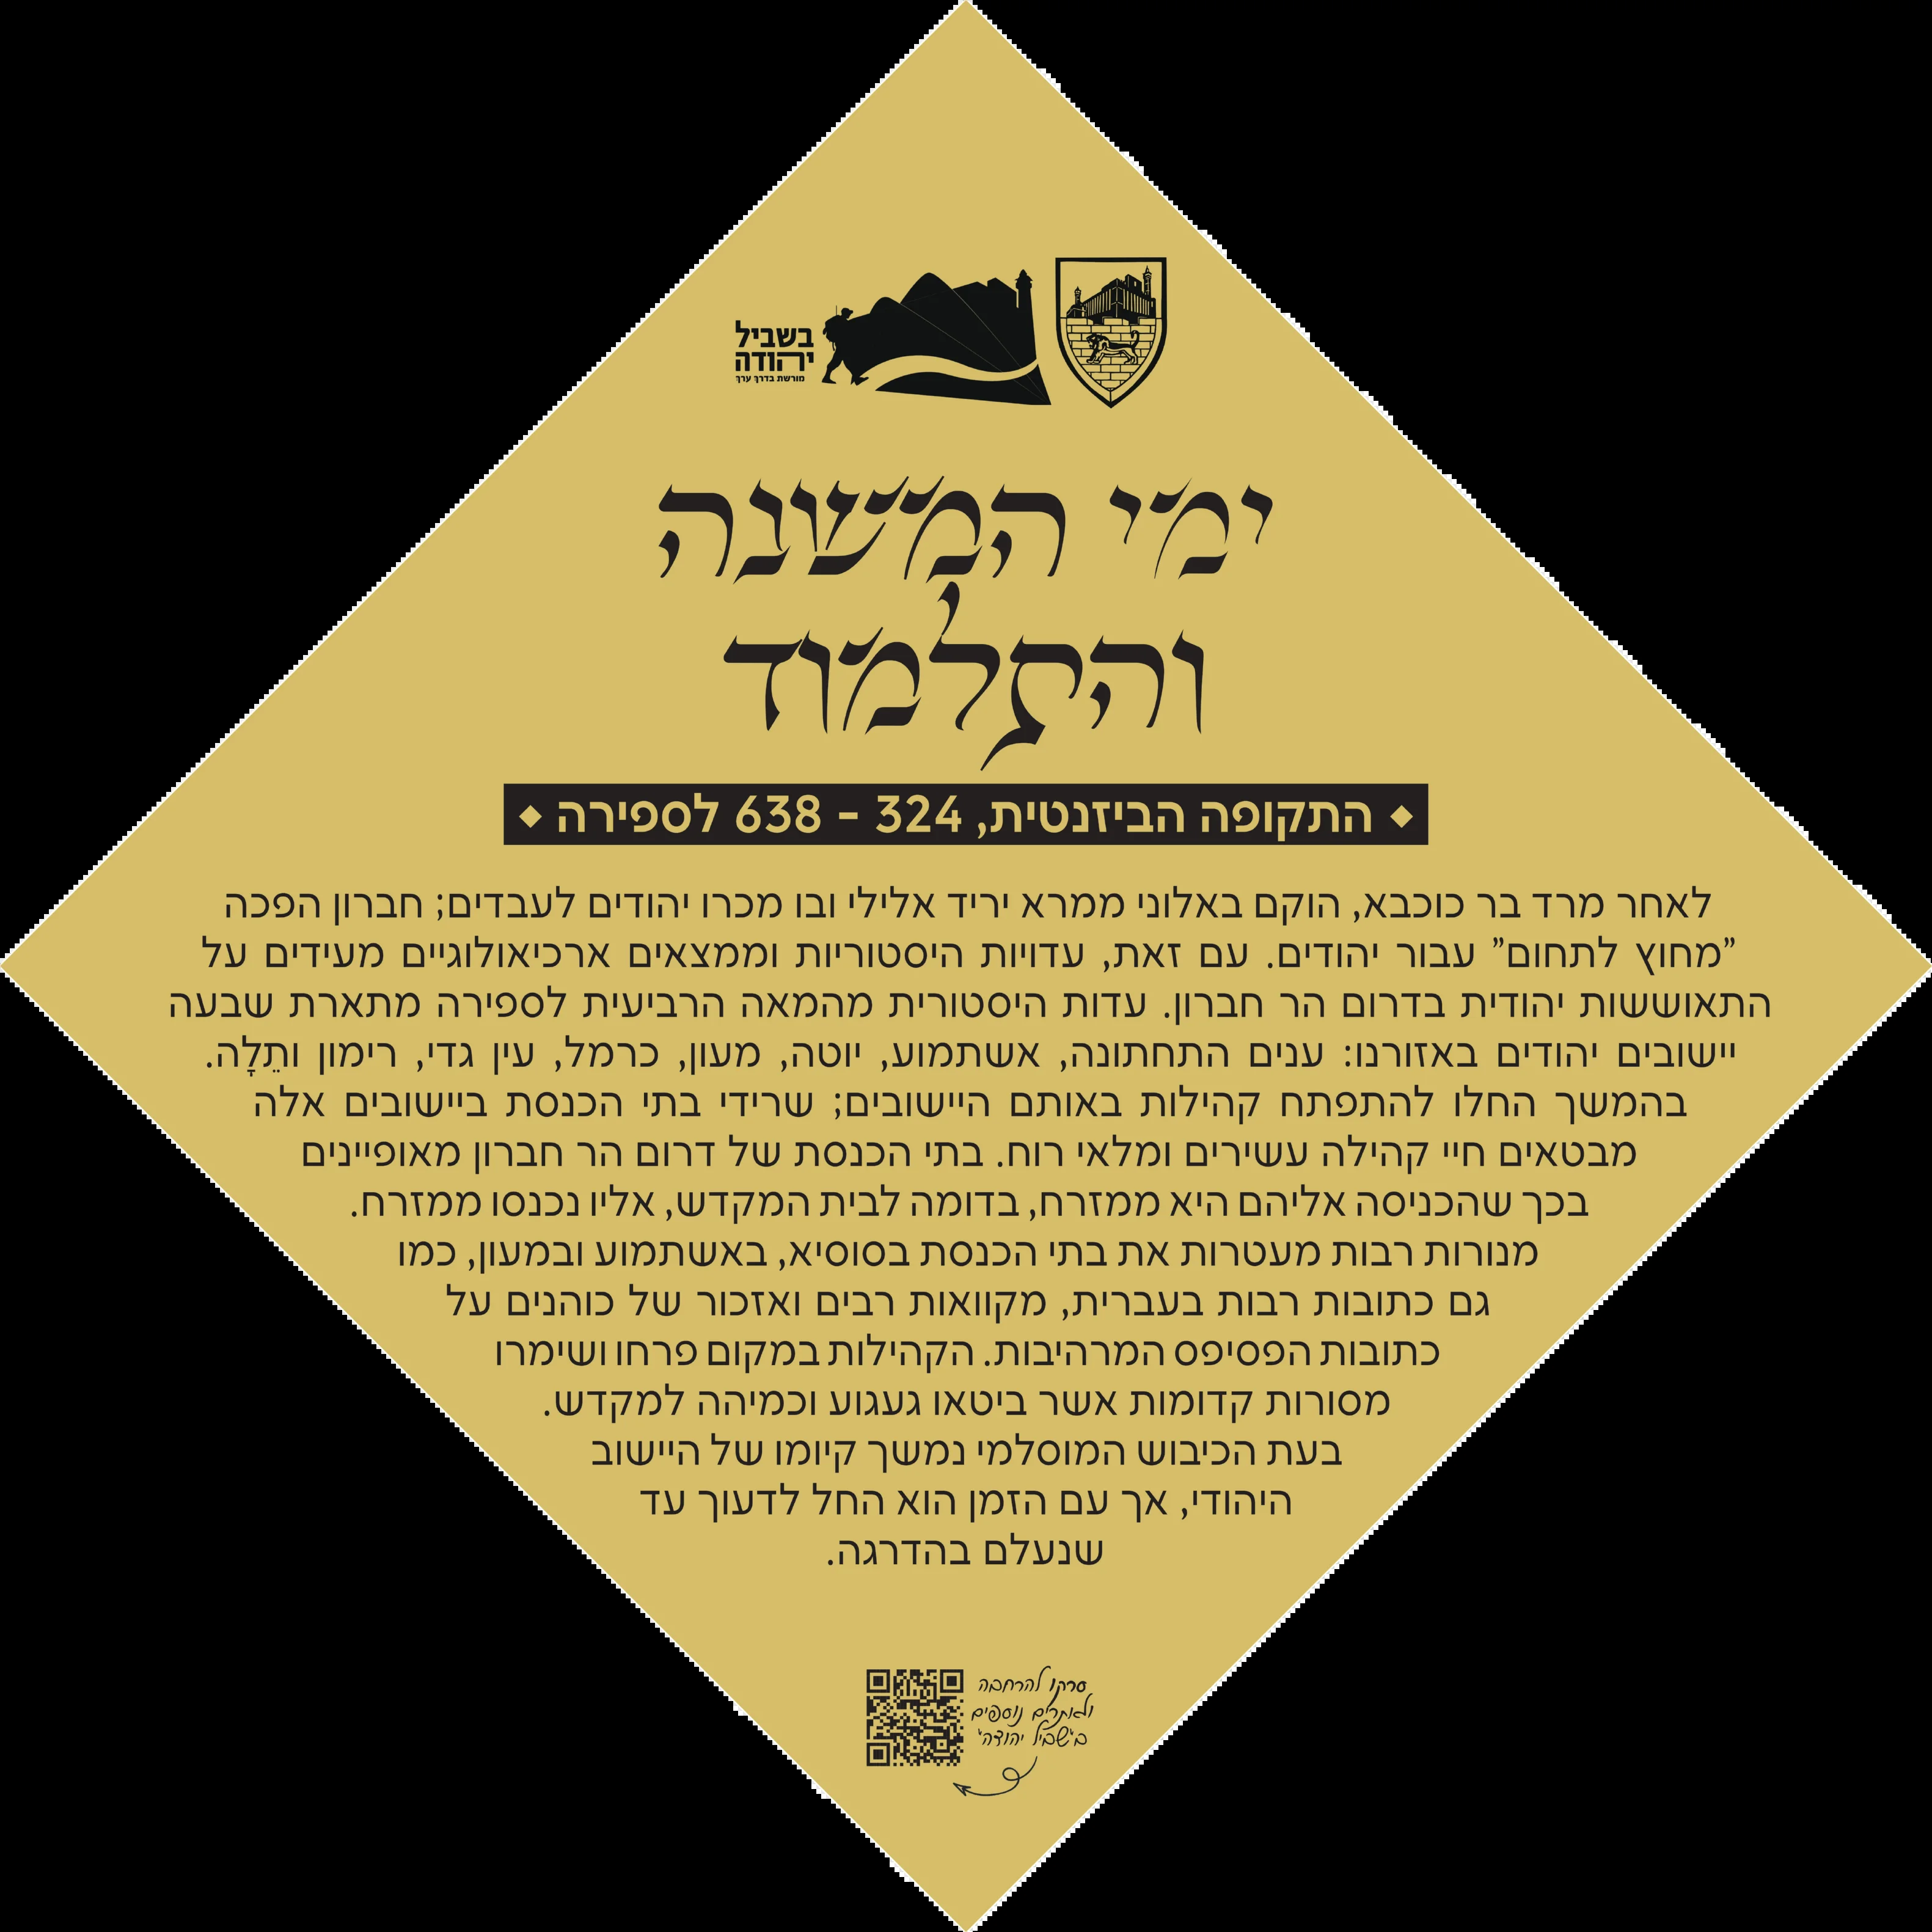 בשביל
יהודה
מורשת בדרך ערך
ימי המשנה
והתלמוד
התקופה הביזנטית, 324 - 638 לספירה
לאחר מרד בר כוכבא, הוקם באלוני ממרא יריד אלילי ובו מכרו יהודים לעבדים; חברון הפכה
"מחוץ לתחום" עבור יהודים. עם זאת, עדויות היסטוריות וממצאים ארכיאולוגיים מעידים על
התאוששות יהודית בדרום הר חברון. עדות היסטורית מהמאה הרביעית לספירה מתארת שבעה
יישובים יהודים באזורנו: ענים התחתונה, אשתמוע, יוטה, מעון, כרמל, עין גדי, רימון ותֵלָה.
בהמשך החלו להתפתח קהילות באותם היישובים; שרידי בתי הכנסת ביישובים אלה
מבטאים חיי קהילה עשירים ומלאי רוח. בתי הכנסת של דרום הר חברון מאופיינים
בכך שהכניסה אליהם היא ממזרח, בדומה לבית המקדש, אליו נכנסו ממזרח.
מנורות רבות מעטרות את בתי הכנסת בסוסיא, באשתמוע ובמעון, כמו
גם כתובות רבות בעברית, מקוואות רבים ואזכור של כוהנים על
כתובות הפסיפס המרהיבות. הקהילות במקום פרחו ושימרו
מסורות קדומות אשר ביטאו געגוע וכמיהה למקדש.
בעת הכיבוש המוסלמי נמשך קיומו של היישוב
היהודי, אך עם הזמן הוא החל לדעוך עד
שנעלם בהדרגה.
סרקו להרחבה
ולאתרים נוספים
ב"שביל יהודה"